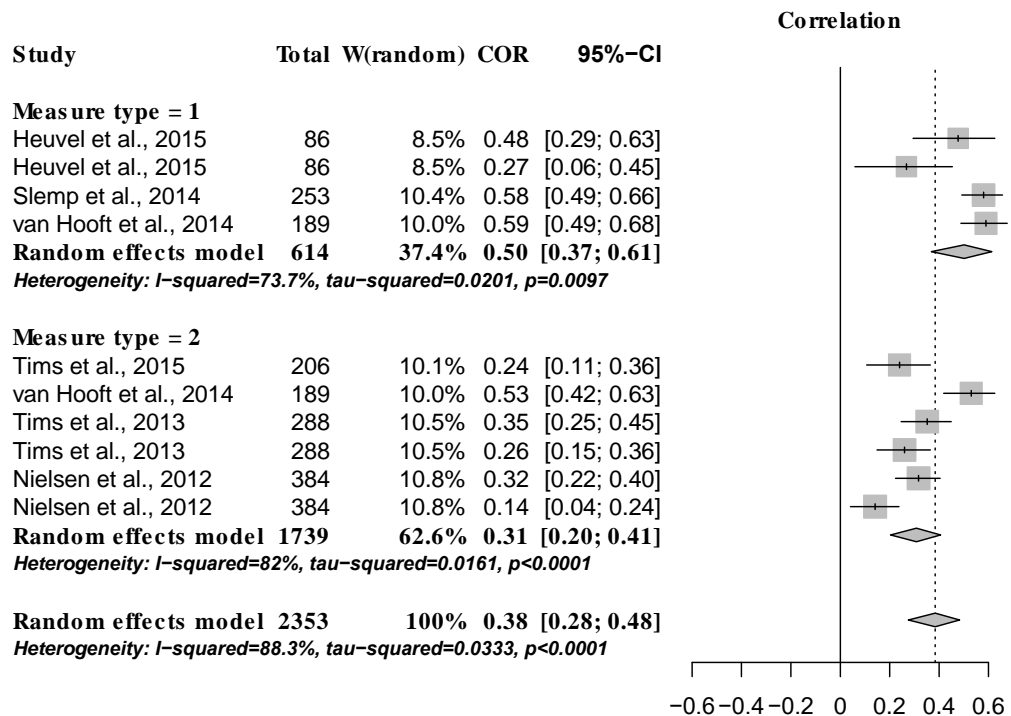 Correlation
Study Total W(random) COR 95%−CI
Measure type = 1
Heuvel et al., 2015 86 8.5% 0.48 [0.29; 0.63]
Heuvel et al., 2015 86 8.5% 0.27 [0.06; 0.45]
Slemp et al., 2014 253 10.4% 0.58 [0.49; 0.66]
van Hooft et al., 2014 189 10.0% 0.59 [0.49; 0.68]
Random effects model 614 37.4% 0.50 [0.37; 0.61]
Heterogeneity: I−squared=73.7%, tau−squared=0.0201, p=0.0097
Measure type = 2
Tims et al., 2015 206 10.1% 0.24 [0.11; 0.36]
van Hooft et al., 2014 189 10.0% 0.53 [0.42; 0.63]
Tims et al., 2013 288 10.5% 0.35 [0.25; 0.45]
Tims et al., 2013 288 10.5% 0.26 [0.15; 0.36]
Nielsen et al., 2012 384 10.8% 0.32 [0.22; 0.40]
Nielsen et al., 2012 384 10.8% 0.14 [0.04; 0.24]
Random effects model 1739 62.6% 0.31 [0.20; 0.41]
Heterogeneity: I−squared=82%, tau−squared=0.0161, p<0.0001
Random effects model 2353 100% 0.38 [0.28; 0.48]
Heterogeneity: I−squared=88.3%, tau−squared=0.0333, p<0.0001
−0.6 −0.4 −0.2 0 0.2 0.4 0.6